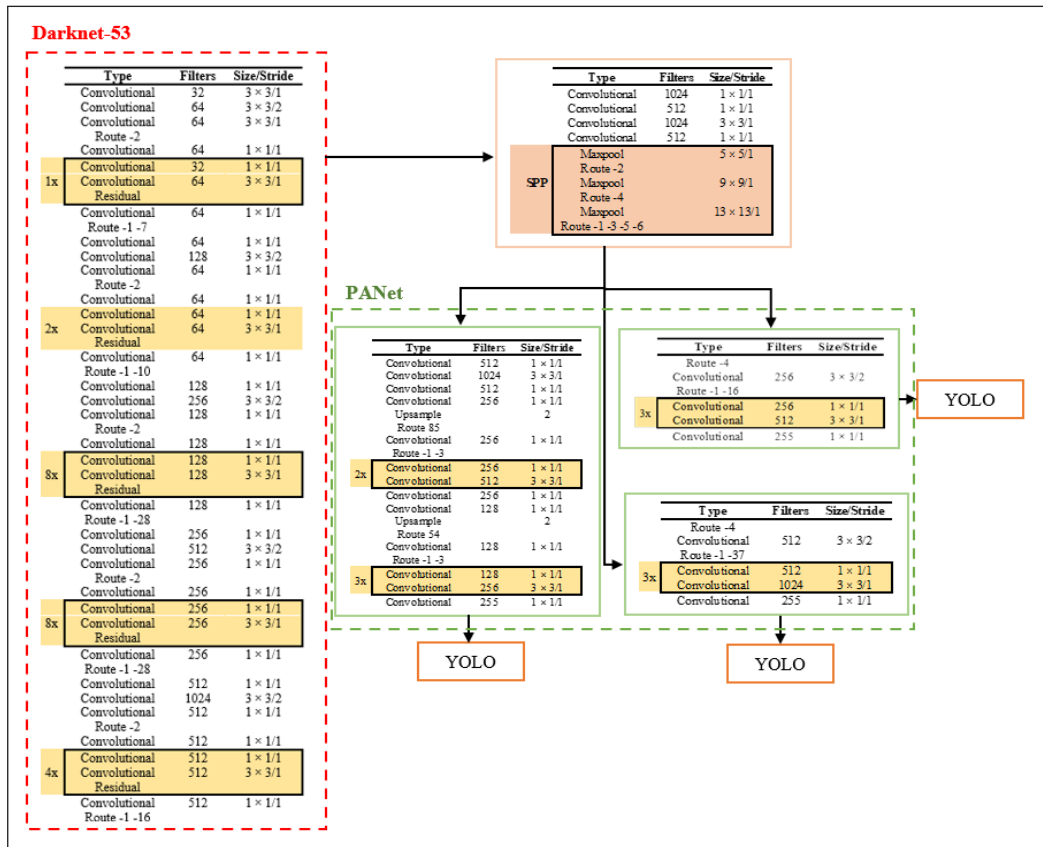 Darknet-53
Type Filters Size/Stride
Convolutional 32 3 × 3/1
Convolutional 64 3 × 3/2
Convolutional 64 3 × 3/1
Route -2
Convolutional 64 1 × 1/1
Convolutional 32 1 × 1/1
1x Convolutional 64 3 × 3/1
Residual
Convolutional 64 1 × 1/1
Route -1 -7
Convolutional 64 1 × 1/1
Convolutional 128 3 × 3/2
Convolutional 64 1 × 1/1
Route -2
Convolutional 64 1 × 1/1
Convolutional 64 1 × 1/1
2x Convolutional 64 3 × 3/1
Residual
Convolutional 64 1 × 1/1
Route -1 -10
Convolutional 128 1 × 1/1
Convolutional 256 3 × 3/2
Convolutional 128 1 × 1/1
Route -2
Convolutional 128 1 × 1/1
Convolutional 128 1 × 1/1
8x Convolutional 128 3 × 3/1
Residual
Convolutional 128 1 × 1/1
Route -1 -28
Convolutional 256 1 × 1/1
Convolutional 512 3 × 3/2
Convolutional 256 1 × 1/1
Route -2
Convolutional 256 1 × 1/1
Convolutional 256 1 × 1/1
8x Convolutional 256 3 × 3/1
Residual
Convolutional 256 1 × 1/1
Route -1 -28
Convolutional 512 1 × 1/1
Convolutional 1024 3 × 3/2
Convolutional 512 1 × 1/1
Route -2
Convolutional 512 1 × 1/1
Convolutional 512 1 × 1/1
4x Convolutional 512 3 × 3/1
Residual
Convolutional 512 1 × 1/1
Route -1 -16
Type Filters Size/Stride
Convolutional 1024 1 × 1/1
Convolutional 512 1 × 1/1
Convolutional 1024 3 × 3/1
Convolutional 512 1 × 1/1
Maxpool 5 × 5/1
Route -2
SPP Maxpool 9 × 9/1
Route -4
Maxpool 13 × 13/1
Route -1 -3 -5 -6
PANet
Type Filters Size/Stride
Convolutional 512 1 × 1/1
Convolutional 1024 3 × 3/1
Convolutional 512 1 × 1/1
Convolutional 256 1 × 1/1
Upsample 2
Route 85
Convolutional 256 1 × 1/1
Route -1 -3
2x Convolutional 256 1 × 1/1
Convolutional 512 3 × 3/1
Convolutional 256 1 × 1/1
Convolutional 128 1 × 1/1
Upsample 2
Route 54
Convolutional 128 1 × 1/1
Route -1 -3
3x Convolutional 128 1 × 1/1
Convolutional 256 3 × 3/1
Convolutional 255 1 × 1/1
YOLO
Type Filters Size/Stride
Route -4
Convolutional 256 3 × 3/2
Route -1 -16
3x Convolutional 256 1 × 1/1
Convolutional 512 3 × 3/1
Convolutional 255 1 × 1/1
YOLO
Type Filters Size/Stride
Route -4
Convolutional 512 3 × 3/2
Route -1 -37
3x Convolutional 512 1 × 1/1
Convolutional 1024 3 × 3/1
Convolutional 255 1 × 1/1
YOLO